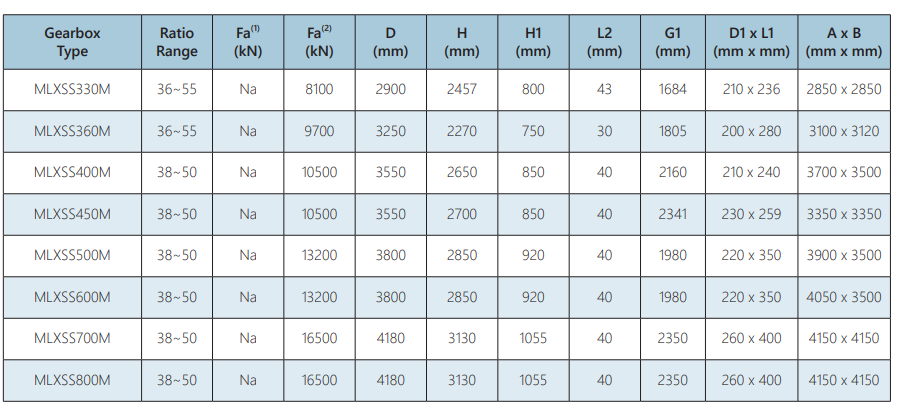 Gearbox Type Ratio Range Fa(1) (kN) Fa(2) (kN) D (mm) H (mm) H1 (mm) L2 (mm) G1 (mm) D1 x L1 (mm x mm) A x B (mm x mm)
MLXSS330M 36~55 Na 8100 2900 2457 800 43 1684 210 x 236 2850 x 2850
MLXSS360M 36~55 Na 9700 3250 2270 750 30 1805 200 x 280 3100 x 3120
MLXSS400M 38~50 Na 10500 3550 2650 850 40 2160 210 x 240 3700 x 3500
MLXSS450M 38~50 Na 10500 3550 2700 850 40 2341 230 x 259 3350 x 3350
MLXSS500M 38~50 Na 13200 3800 2850 920 40 1980 220 x 350 3900 x 3500
MLXSS600M 38~50 Na 13200 3800 2850 920 40 1980 220 x 350 4050 x 3500
MLXSS700M 38~50 Na 16500 4180 3130 1055 40 2350 260 x 400 4150 x 4150
MLXSS800M 38~50 Na 16500 4180 3130 1055 40 2350 260 x 400 4150 x 4150